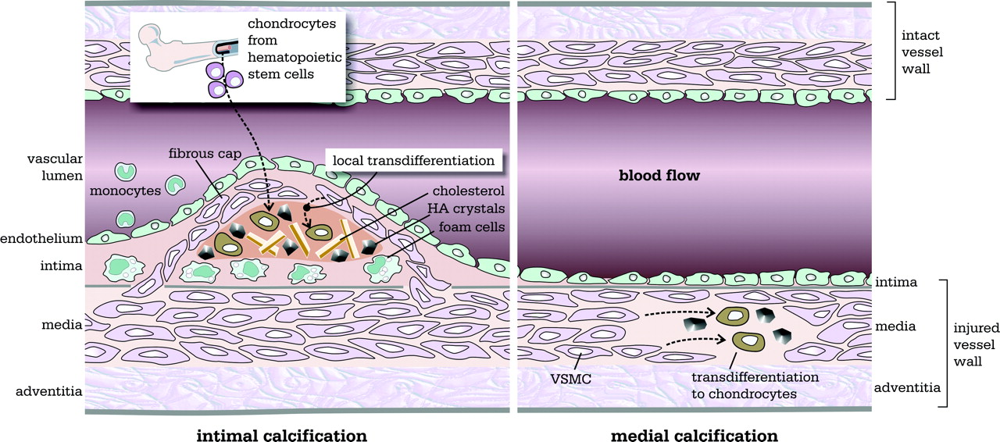 chondrocytes
from
hematopoietic
stem cells
intact
vessel
wall
vascular
lumen
fibrous cap
local transdifferentiation
monocytes
cholesterol
HA crystals
foam cells
blood flow
endothelium
intima
media
adventitia
intima
media
adventitia
injured
vessel
wall
VSMC
transdifferentiation
to chondrocytes
intimal calcification
medial calcification